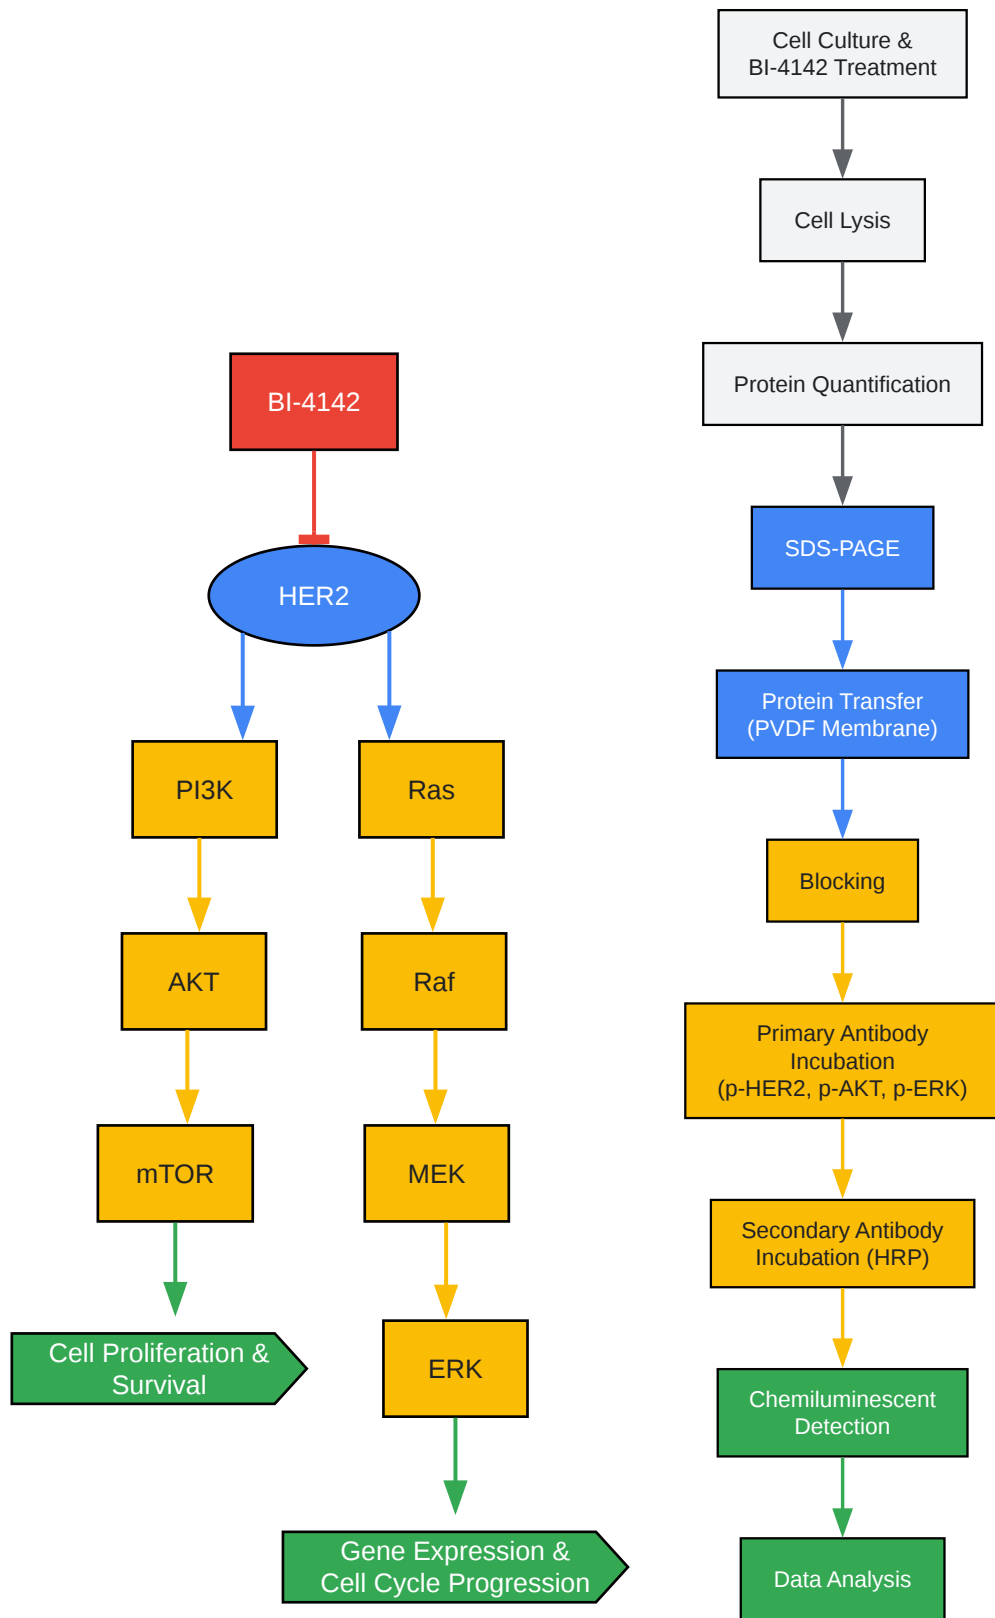 BI-4142
HER2
PI3K
Ras
AKT
Raf
mTOR
MEK
Cell Proliferation &
Survival
ERK
Gene Expression &
Cell Cycle Progression
Cell Culture &
BI-4142 Treatment
Cell Lysis
Protein Quantification
SDS-PAGE
Protein Transfer
(PVDF Membrane)
Blocking
Primary Antibody
Incubation
(p-HER2, p-AKT, p-ERK)
Secondary Antibody
Incubation (HRP)
Chemiluminescent
Detection
Data Analysis